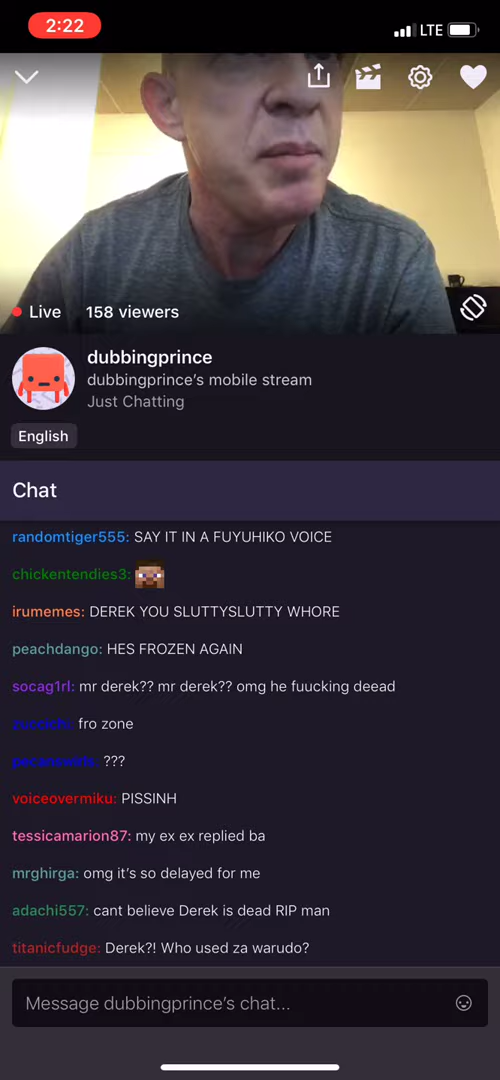 2:22
LTE
Live 158 viewers
dubbingprince
dubbingprince's mobile stream
Just Chatting
English
Chat
randomtiger555: SAY IT IN A FUYUHIKO VOICE
chickentendies3:
irumemes: DEREK YOU SLUTTYSLUTTY WHORE
peachdango: HES FROZEN AGAIN
socag1rl: mr derek?? mr derek?? omg he fuucking deead
fro zone
???
voiceovermiku: PISSINH
tessicamarion87: my ex ex replied ba
mrghirga: omg it's so delayed for me
adachi557: cant believe Derek is dead RIP man
titanicfudge: Derek?! Who used za warudo?
Message dubbingprince's chat...